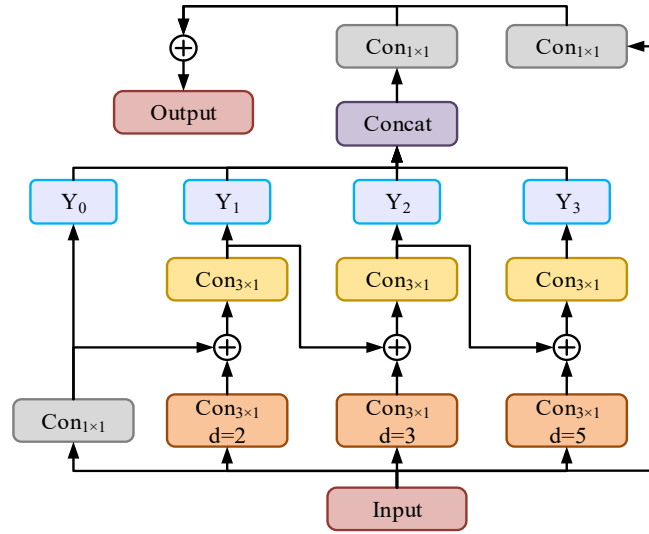 Con1×1
Con1×1
Output
Concat
Y0
Y1
Y2
Y3
Con3×1
Con3×1
Con3×1
Con1×1
Con3×1
d=2
Con3×1
d=3
Con3×1
d=5
Input